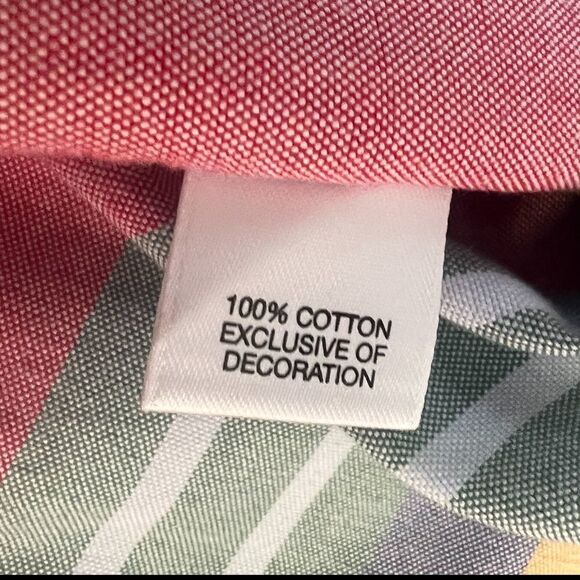 100% COTTON
EXCLUSIVE OF
DECORATION